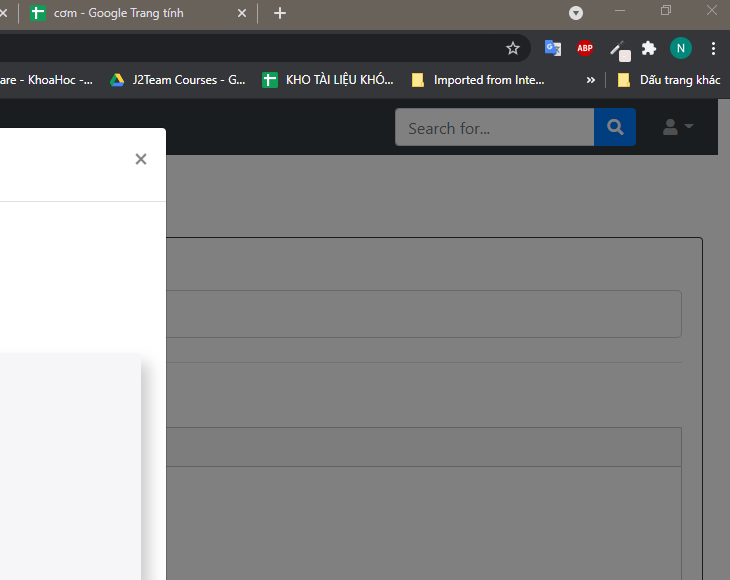 cơm - Google Trang tính
ABP
N
are - KhoaHoc -...
J2Team Courses - G...
KHO TÀI LIỆU KHÓ...
Imported from Inte...
»
Dấu trang khác
Search for...